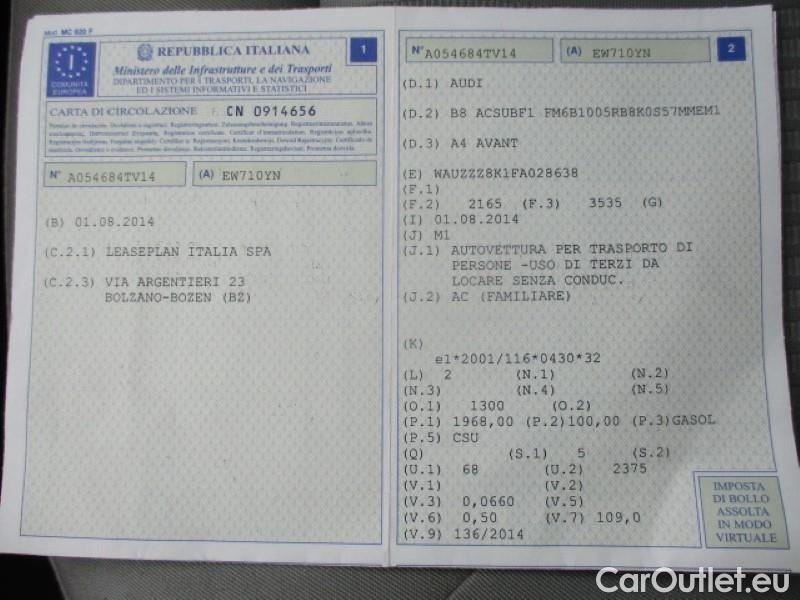 Mod. MC 820 F
I
COMUNITÀ
EUROPEA
REPUBBLICA ITALIANA
1
Ministero delle Infrastrutture e dei Trasporti
DIPARTIMENTO PER I TRASPORTI, LA NAVIGAZIONE
ED I SISTEMI INFORMATIVI E STATISTICI
CARTA DI CIRCOLAZIONE CN 0914656
N° A054684TV14 (A) EW710YN
(B) 01.08.2014
(C.2.1) LEASEPLAN ITALIA SPA
(C.2.3) VIA ARGENTIERI 23
BOLZANO-BOZEN (BZ)
N° A054684TV14 (A) EW710YN 2
(D.1) AUDI
(D.2) B8 ACSUBF1 FM6B1005RB8K0S57MMEM1
(D.3) A4 AVANT
(E) WAUZZZ8K1FA028638
(F.1)
(F.2) 2165 (F.3) 3535 (G)
(I) 01.08.2014
(J) M1
(J.1) AUTOVETTURA PER TRASPORTO DI
PERSONE -USO DI TERZI DA
LOCARE SENZA CONDUC.
(J.2) AC (FAMILIARE)
(K)
e1*2001/116*0430*32
(L) 2 (N.1) (N.2)
(N.3) (N.4) (N.5)
(O.1) 1300 (O.2)
(P.1) 1968,00 (P.2)100,00 (P.3)GASOL
(P.5) CSU
(Q) (S.1) 5 (S.2)
(U.1) 68 (U.2) 2375
(V.1) (V.2)
(V.3) 0,0660 (V.5)
(V.6) 0,50 (V.7) 109,0
(V.9) 136/2014
IMPOSTA
DI BOLLO
ASSOLTA
IN MODO
VIRTUALE
CarOutlet.eu